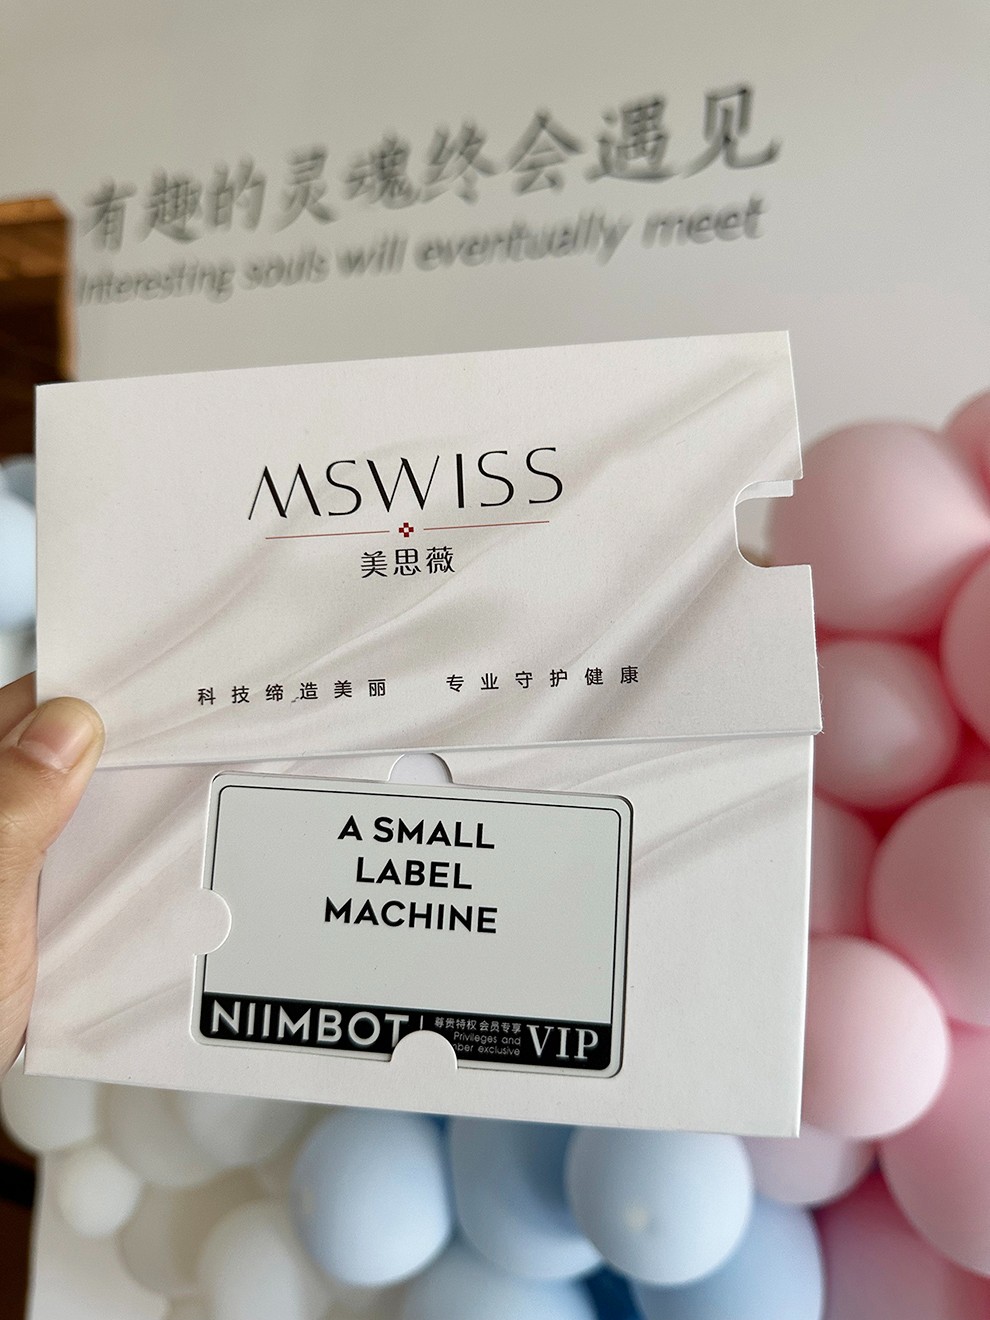 有趣的灵魂终会遇见
Interesting souls will eventually meet
MSWISS
美思薇
科技缔造美丽 专业守护健康
A SMALL
LABEL
MACHINE
NIIMBOT
尊贵特权 会员专享
Privileges and
exclusive
VIP